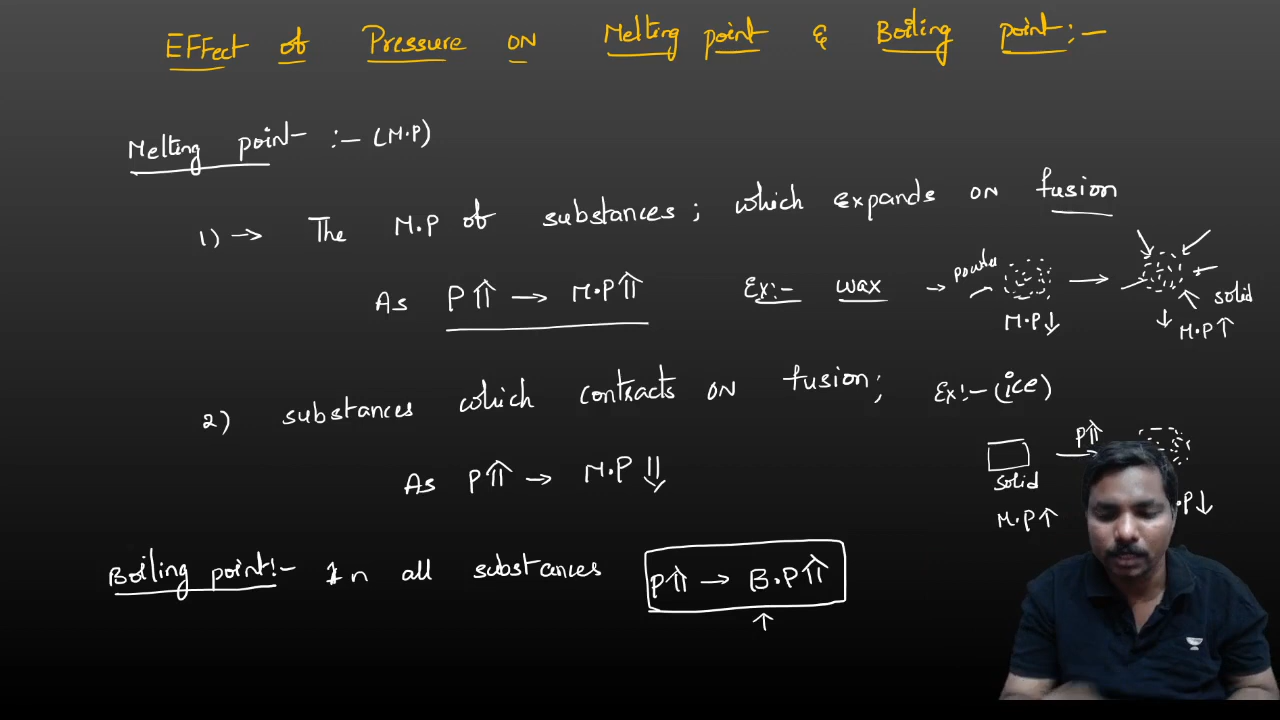 Effect of Pressure on Melting point & Boiling point :-
Melting point :- (M.P)
1) → The M.P of substances ; which expands on fusion
As P⇑ → M.P⇑ Ex:- wax → powder → solid
M.P↓ ↓ M.P↑
2) substances which contracts on fusion ; Ex:- (ice)
As P⇑ → M.P⇓ solid P⇑ →
M.P↑ .P↓
Boiling point:- In all substances P⇑ → B.P⇑
↑